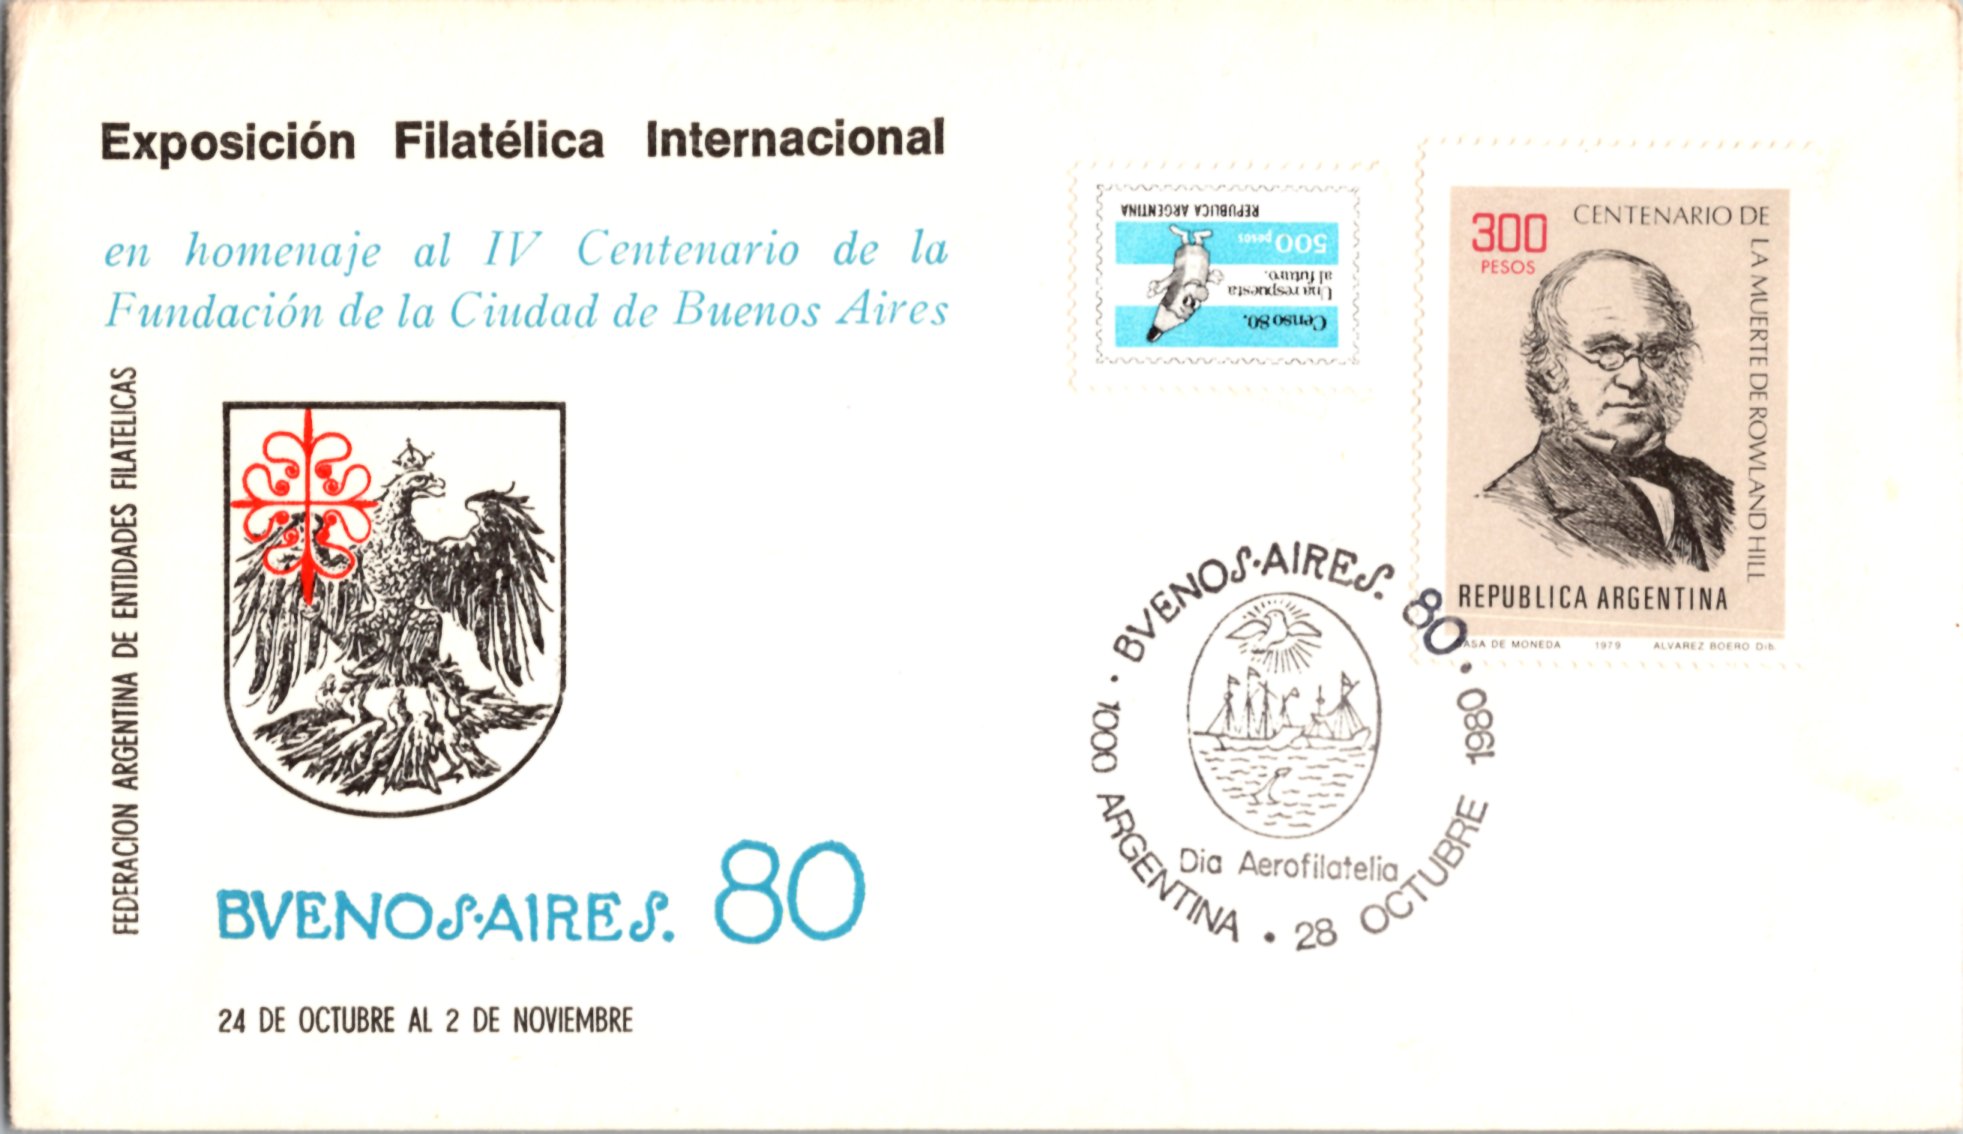 Exposición Filatélica Internacional
en homenaje al IV Centenario de la
Fundación de la Ciudad de Buenos Aires
FEDERACION ARGENTINA DE ENTIDADES FILATELICAS
BVENOS·AIRES. 80
24 DE OCTUBRE AL 2 DE NOVIEMBRE
Censo 80.
Una respuesta
al futuro.
500 pesos
REPUBLICA ARGENTINA
300
PESOS
CENTENARIO DE
LA MUERTE DE ROWLAND HILL
REPUBLICA ARGENTINA
ASA DE MONEDA 1979 ALVAREZ BOERO Dib.
· BVENOS·AIRES. 80 ·
1000 ARGENTINA · 28 OCTUBRE 1980
Dia Aerofilatelia